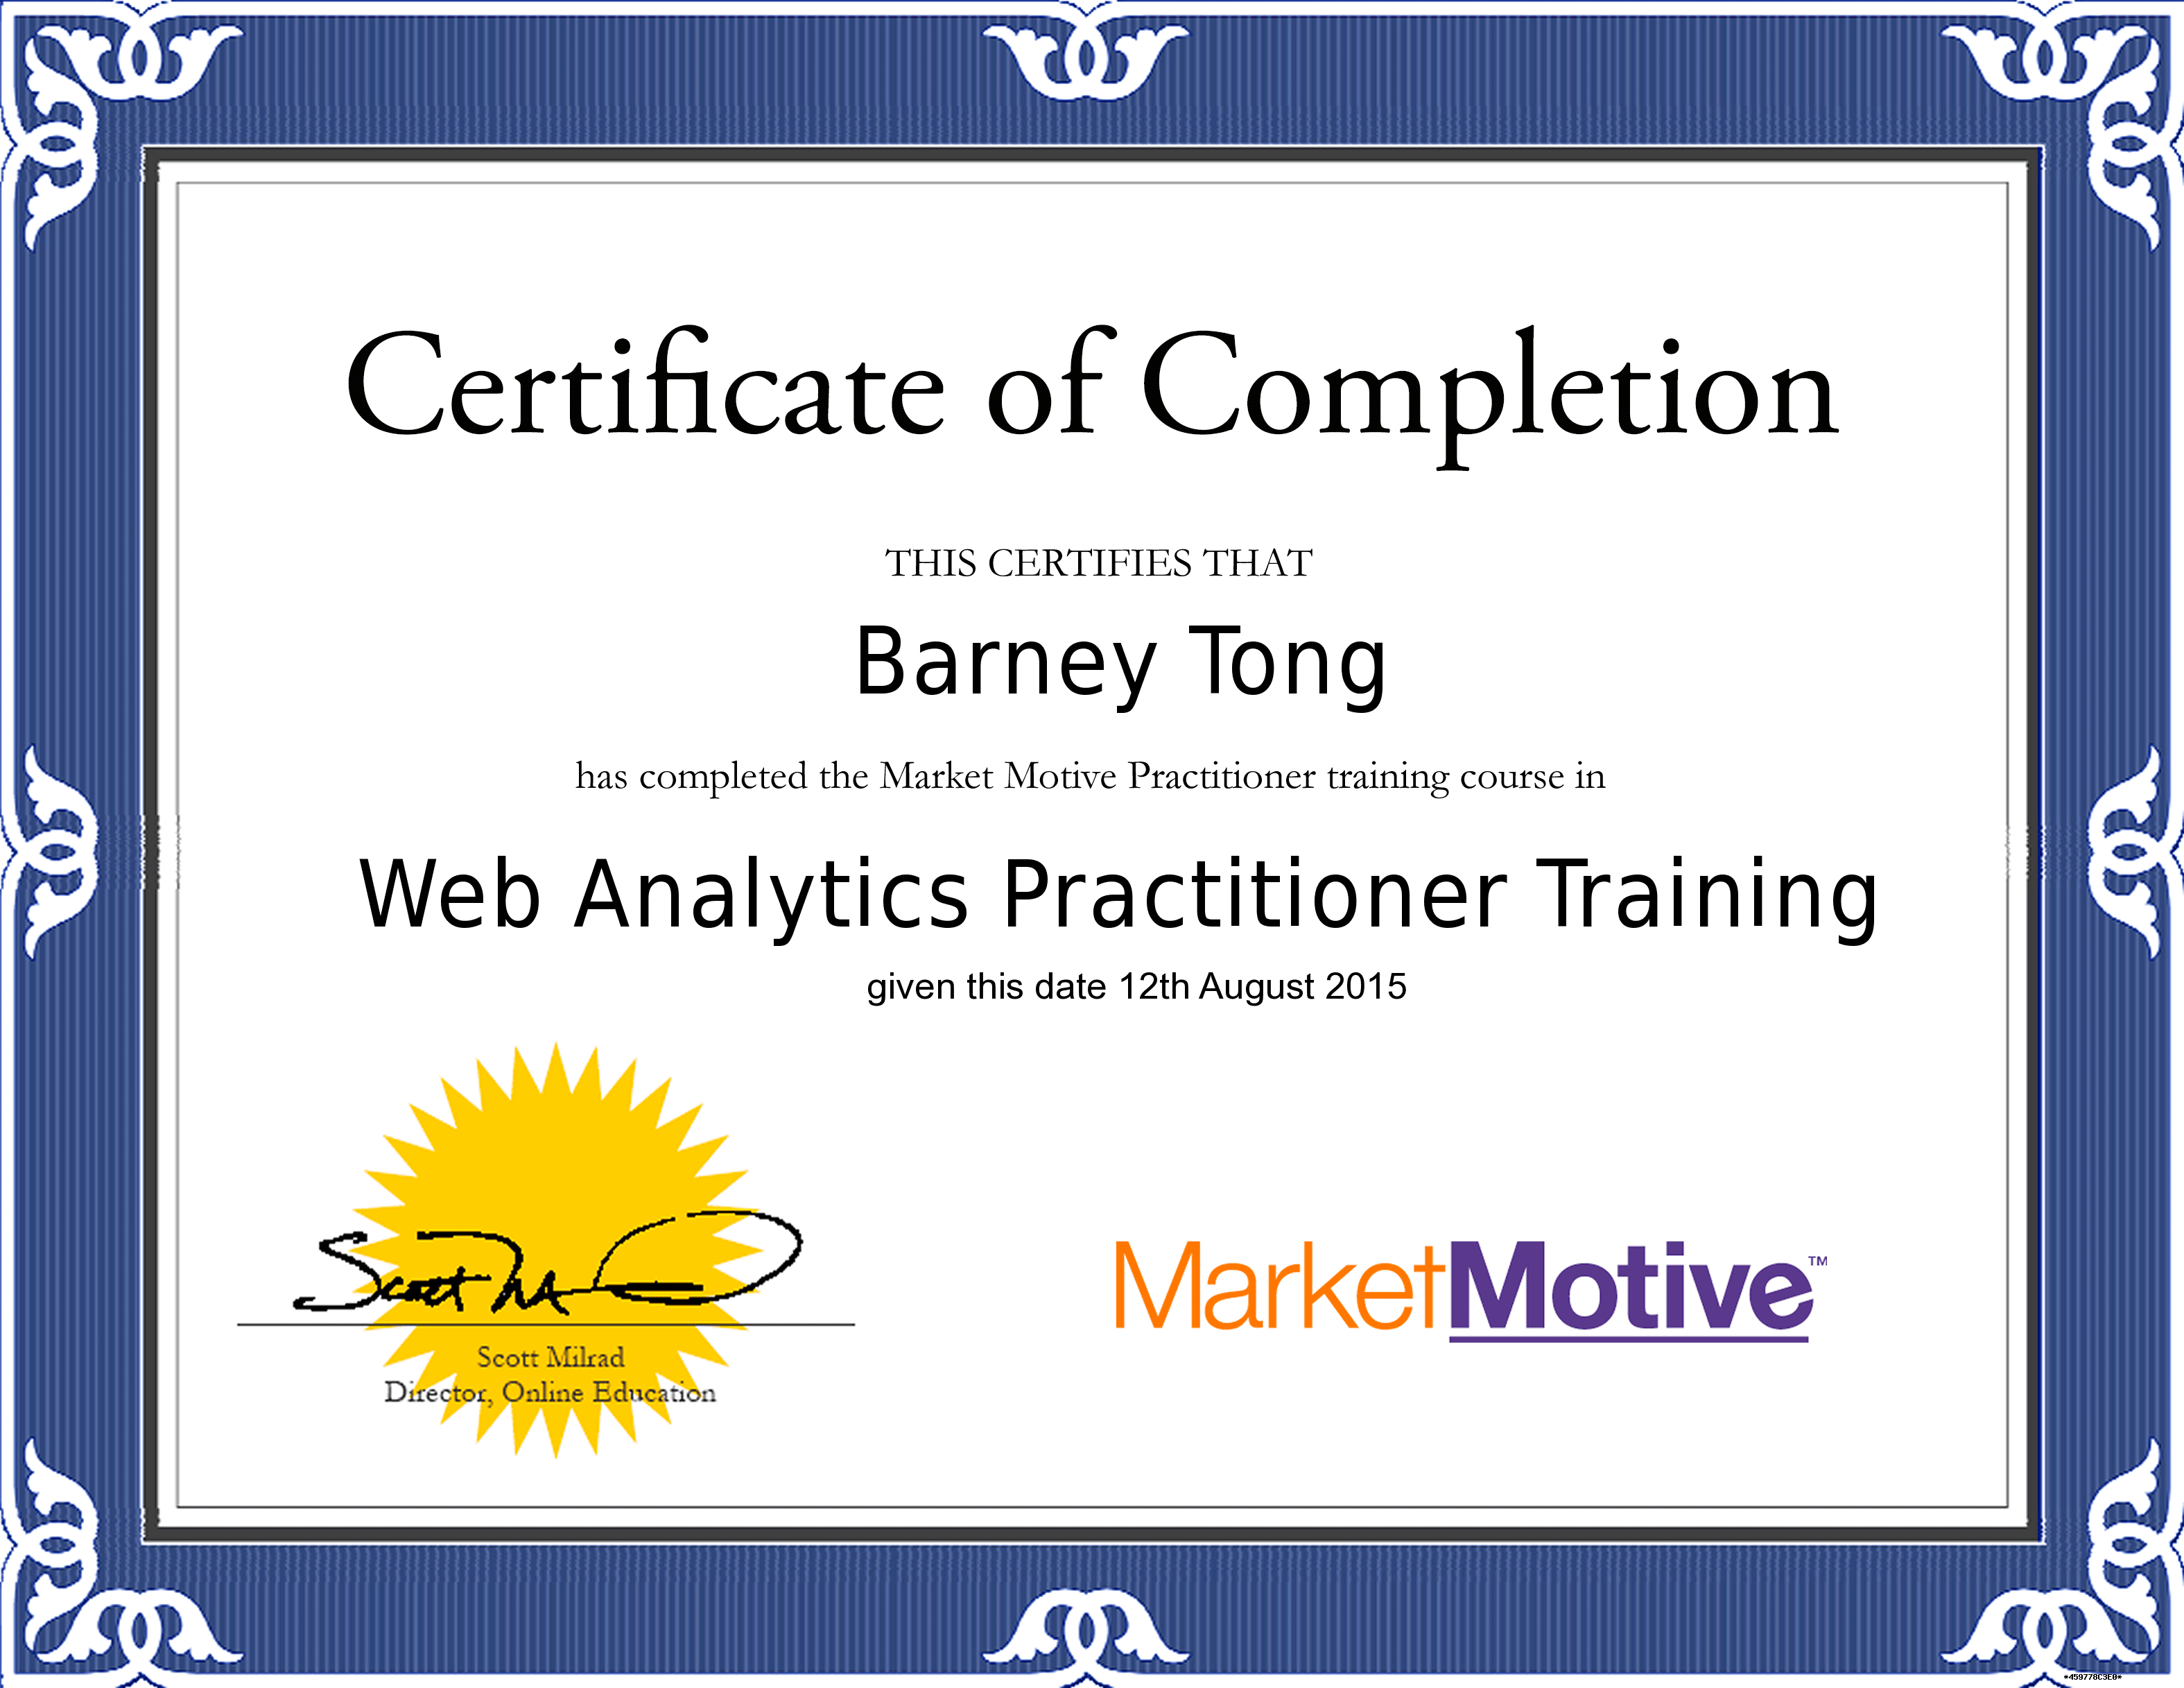 Certificate of Completion
THIS CERTIFIES THAT
Barney Tong
has completed the Market Motive Practitioner training course in
Web Analytics Practitioner Training
given this date 12th August 2015
Scott Milrad
Director, Online Education
MarketMotive™
*459778C3E0*